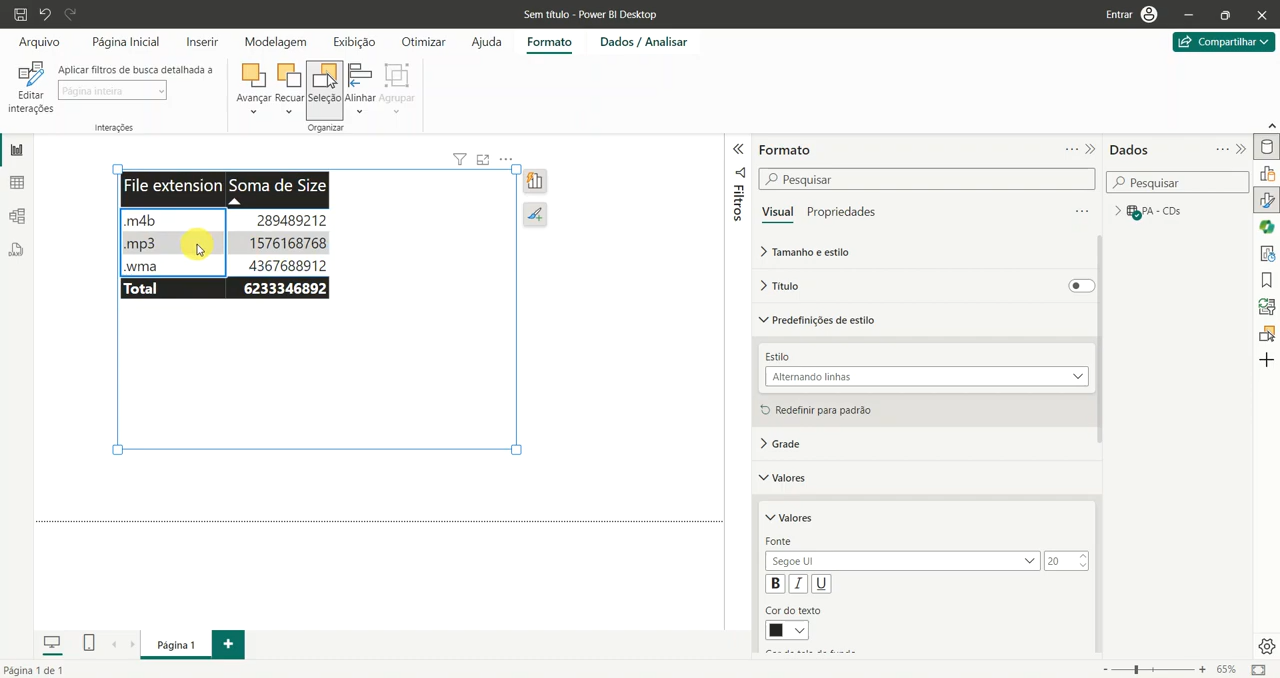 Sem título - Power BI Desktop
Entrar
Arquivo
Página Inicial
Inserir
Modelagem
Exibição
Otimizar
Ajuda
Formato
Dados / Analisar
Compartilhar
Editar
interações
Aplicar filtros de busca detalhada a
Página inteira
Interações
Avançar
Recuar
Seleção
Alinhar
Agrupar
Organizar
File extension Soma de Size
.m4b 289489212
.mp3 1576168768
.wma 4367688912
Total 6233346892
Filtros
Formato
Pesquisar
Visual
Propriedades
Tamanho e estilo
Título
Predefinições de estilo
Estilo
Alternando linhas
Redefinir para padrão
Grade
Valores
Valores
Fonte
Segoe UI
20
B I U
Cor do texto
Dados
Pesquisar
PA - CDs
DAX
Página 1
Página 1 de 1
- + 65%